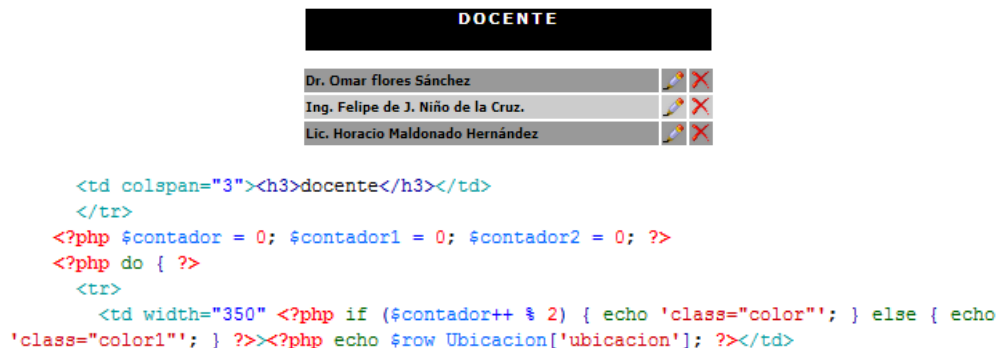 DOCENTE
Dr. Omar flores Sánchez
Ing. Felipe de J. Niño de la Cruz.
Lic. Horacio Maldonado Hernández
<td colspan="3"><h3>docente</h3></td>
</tr>
<?php $contador = 0; $contador1 = 0; $contador2 = 0; ?>
<?php do { ?>
<tr>
<td width="350" <?php if ($contador++ % 2) { echo 'class="color"'; } else { echo
'class="color1"'; } ?>><?php echo $row_Ubicacion['ubicacion']; ?></td>